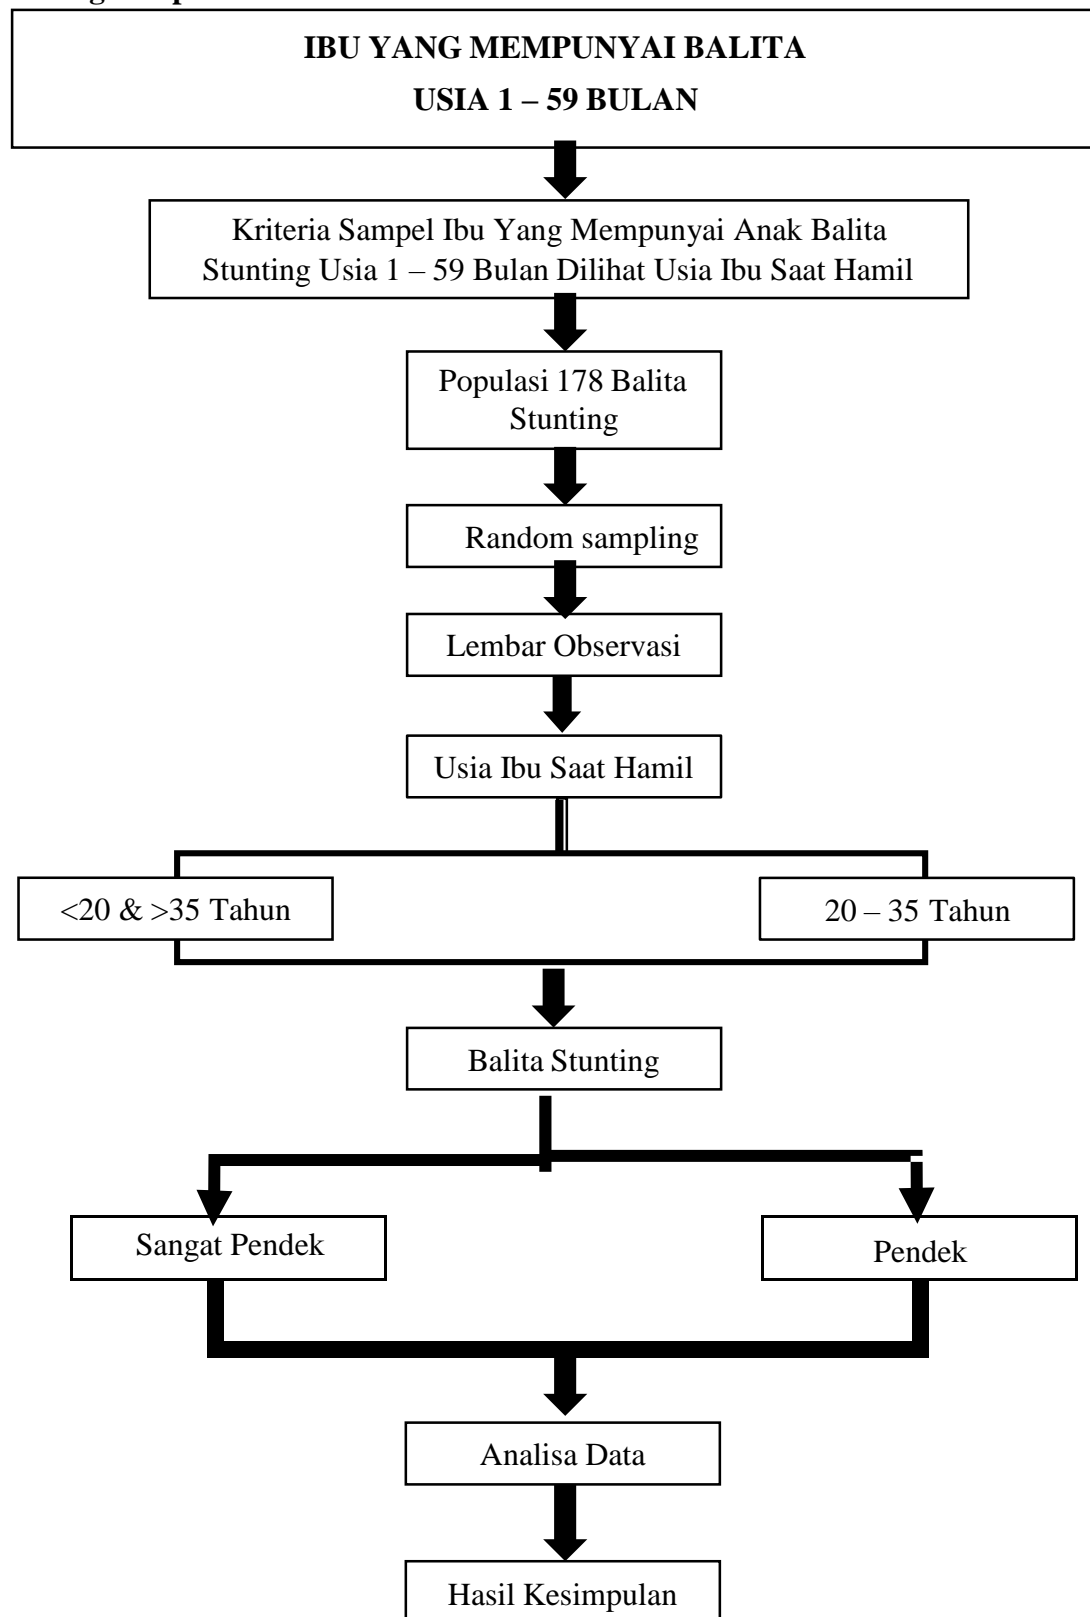 IBU YANG MEMPUNYAI BALITA
USIA 1 – 59 BULAN
Kriteria Sampel Ibu Yang Mempunyai Anak Balita
Stunting Usia 1 – 59 Bulan Dilihat Usia Ibu Saat Hamil
Populasi 178 Balita
Stunting
Random sampling
Lembar Observasi
Usia Ibu Saat Hamil
<20 & >35 Tahun
20 – 35 Tahun
Balita Stunting
Sangat Pendek
Pendek
Analisa Data
Hasil Kesimpulan